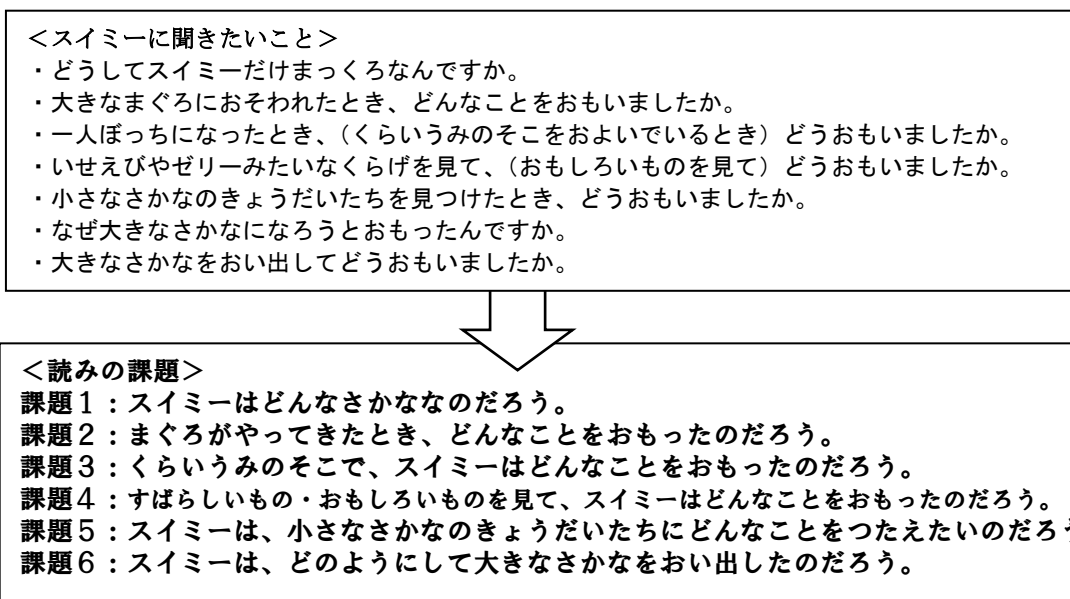 ＜スイミーに聞きたいこと＞
・どうしてスイミーだけまっくろなんですか。
・大きなまぐろにおそわれたとき、どんなことをおもいましたか。
・一人ぼっちになったとき、（くらいうみのそこをおよいでいるとき）どうおもいましたか。
・いせえびやゼリーみたいなくらげを見て、（おもしろいものを見て）どうおもいましたか。
・小さなさかなのきょうだいたちを見つけたとき、どうおもいましたか。
・なぜ大きなさかなになろうとおもったんですか。
・大きなさかなをおい出してどうおもいましたか。
＜読みの課題＞
課題１：スイミーはどんなさかななのだろう。
課題２：まぐろがやってきたとき、どんなことをおもったのだろう。
課題３：くらいうみのそこで、スイミーはどんなことをおもったのだろう。
課題４：すばらしいもの・おもしろいものを見て、スイミーはどんなことをおもったのだろう。
課題５：スイミーは、小さなさかなのきょうだいたちにどんなことをつたえたいのだろ
課題６：スイミーは、どのようにして大きなさかなをおい出したのだろう。